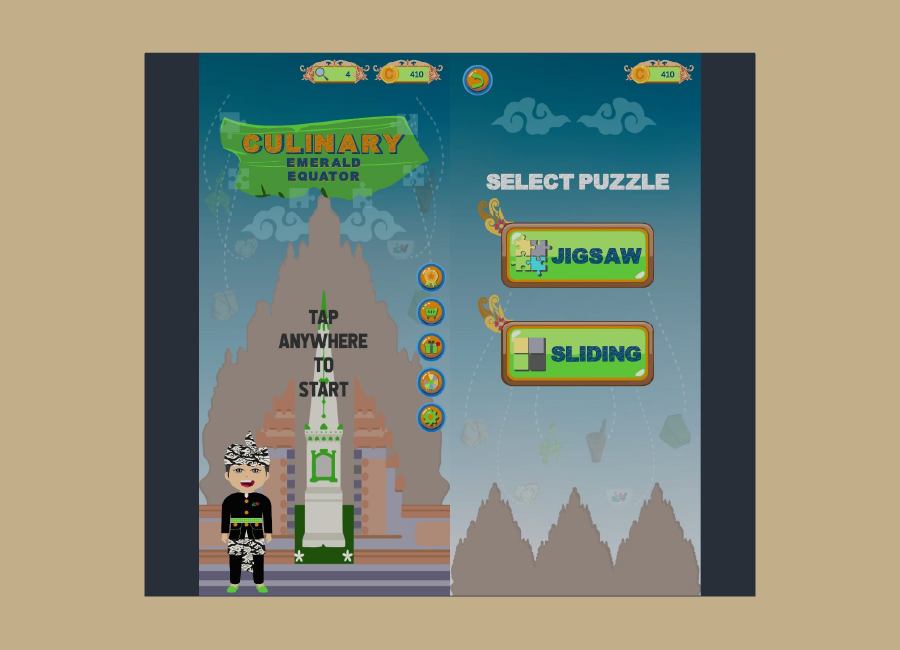 4
410
CULINARY
EMERALD
EQUATOR
TAP
ANYWHERE
TO
START
410
SELECT PUZZLE
JIGSAW
SLIDING